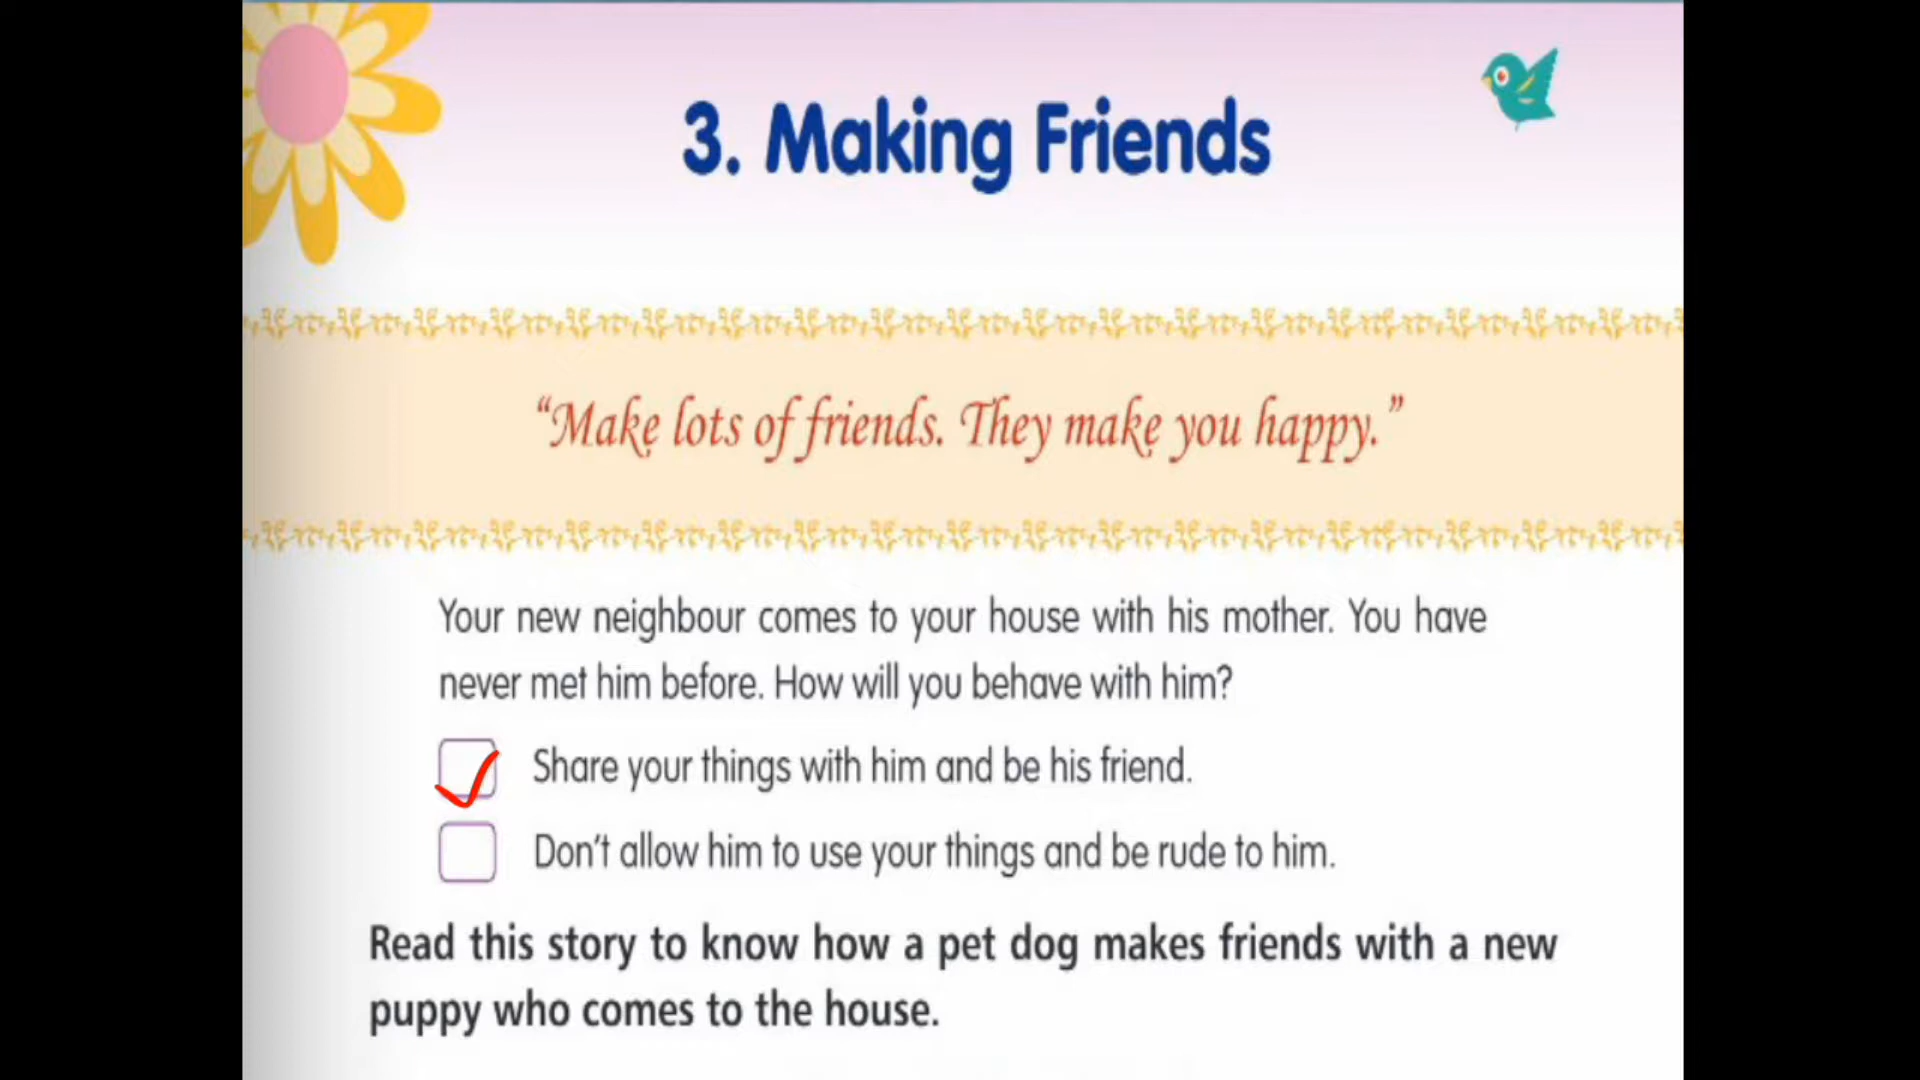 3. Making Friends
“Make lots of friends. They make you happy.”
Your new neighbour comes to your house with his mother. You have
never met him before. How will you behave with him?
Share your things with him and be his friend.
Don’t allow him to use your things and be rude to him.
Read this story to know how a pet dog makes friends with a new
puppy who comes to the house.